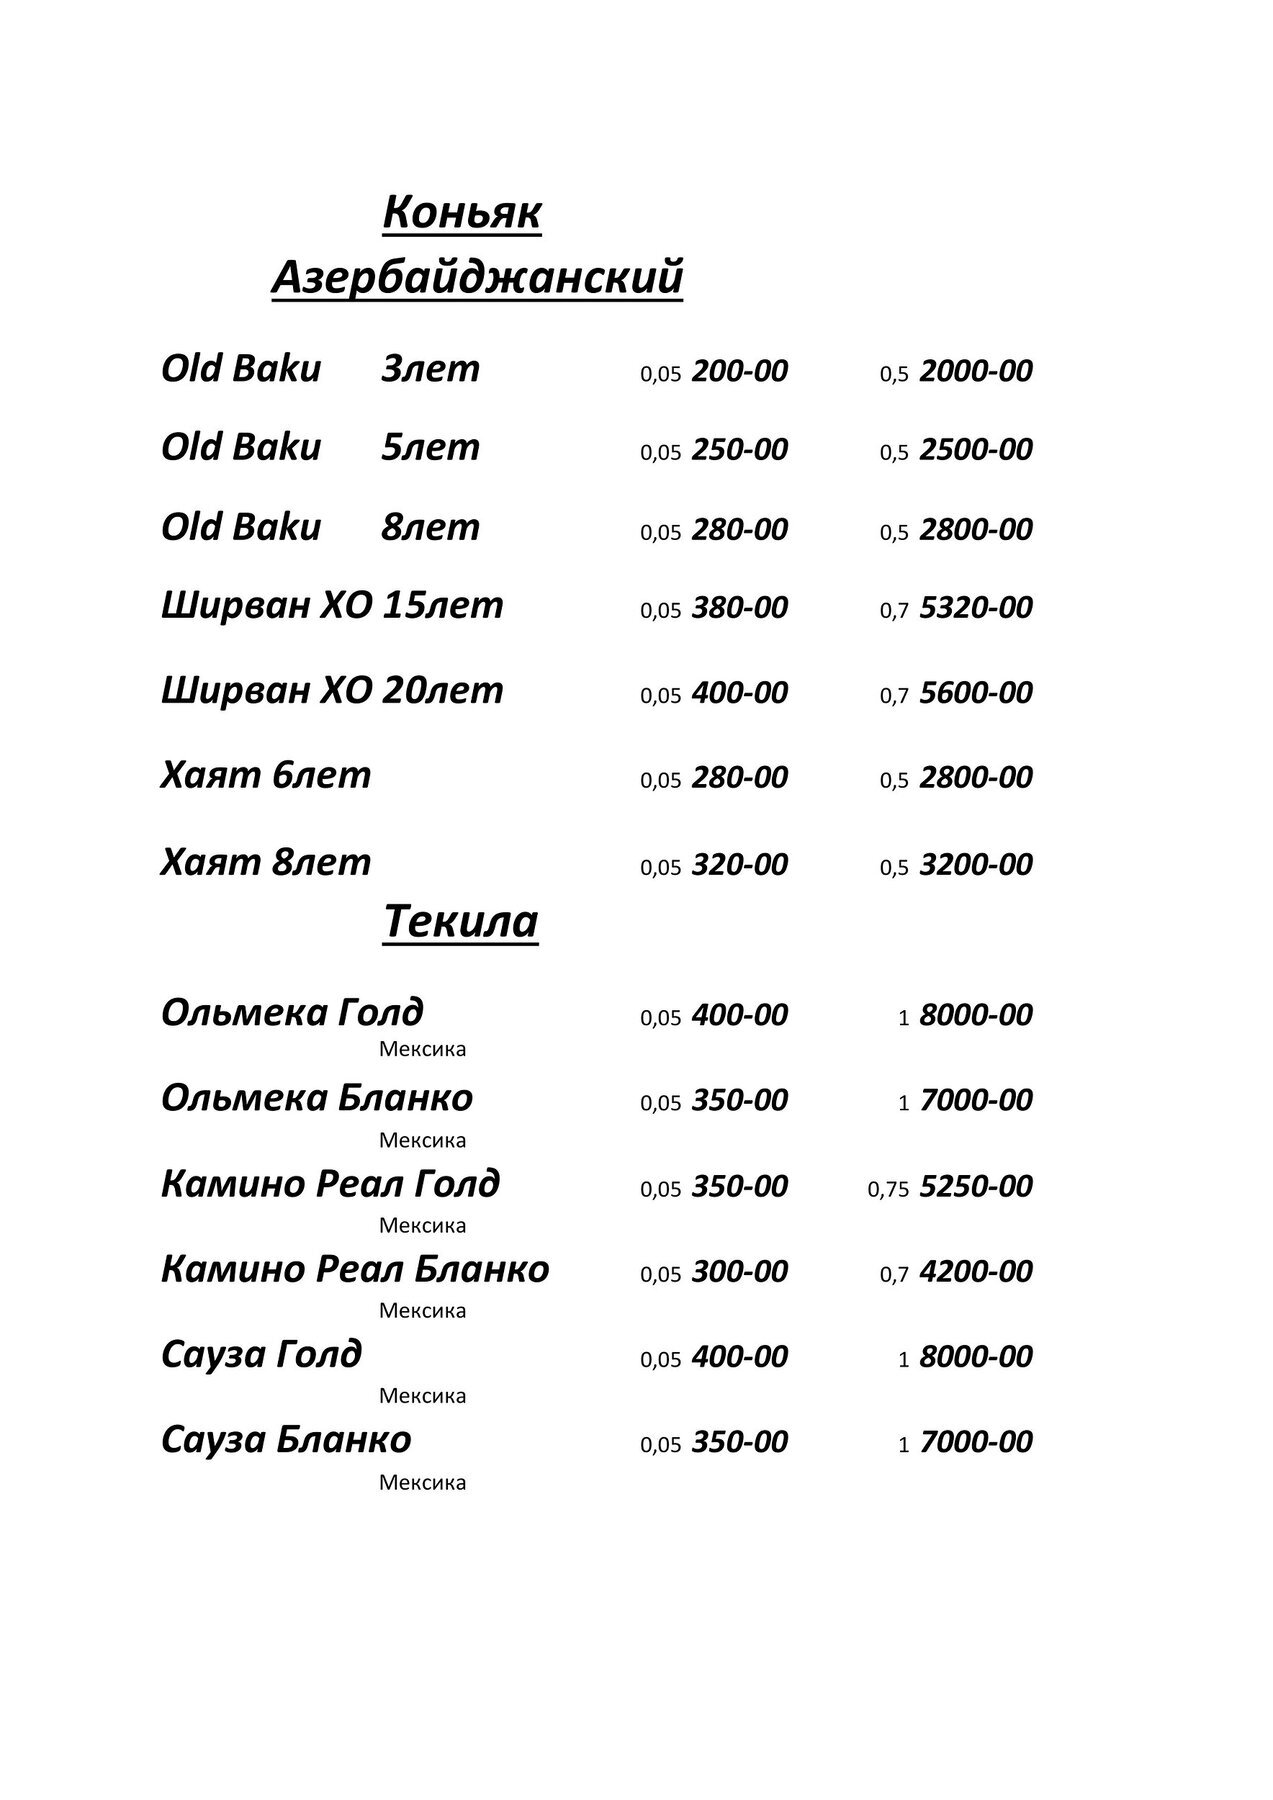 Коньяк
Азербайджанский
Old Baku 3лет 0,05 200-00 0,5 2000-00
Old Baku 5лет 0,05 250-00 0,5 2500-00
Old Baku 8лет 0,05 280-00 0,5 2800-00
Ширван ХО 15лет 0,05 380-00 0,7 5320-00
Ширван ХО 20лет 0,05 400-00 0,7 5600-00
Хаят 6лет 0,05 280-00 0,5 2800-00
Хаят 8лет 0,05 320-00 0,5 3200-00
Текила
Ольмека Голд 0,05 400-00 1 8000-00
Мексика
Ольмека Бланко 0,05 350-00 1 7000-00
Мексика
Камино Реал Голд 0,05 350-00 0,75 5250-00
Мексика
Камино Реал Бланко 0,05 300-00 0,7 4200-00
Мексика
Сауза Голд 0,05 400-00 1 8000-00
Мексика
Сауза Бланко 0,05 350-00 1 7000-00
Мексика